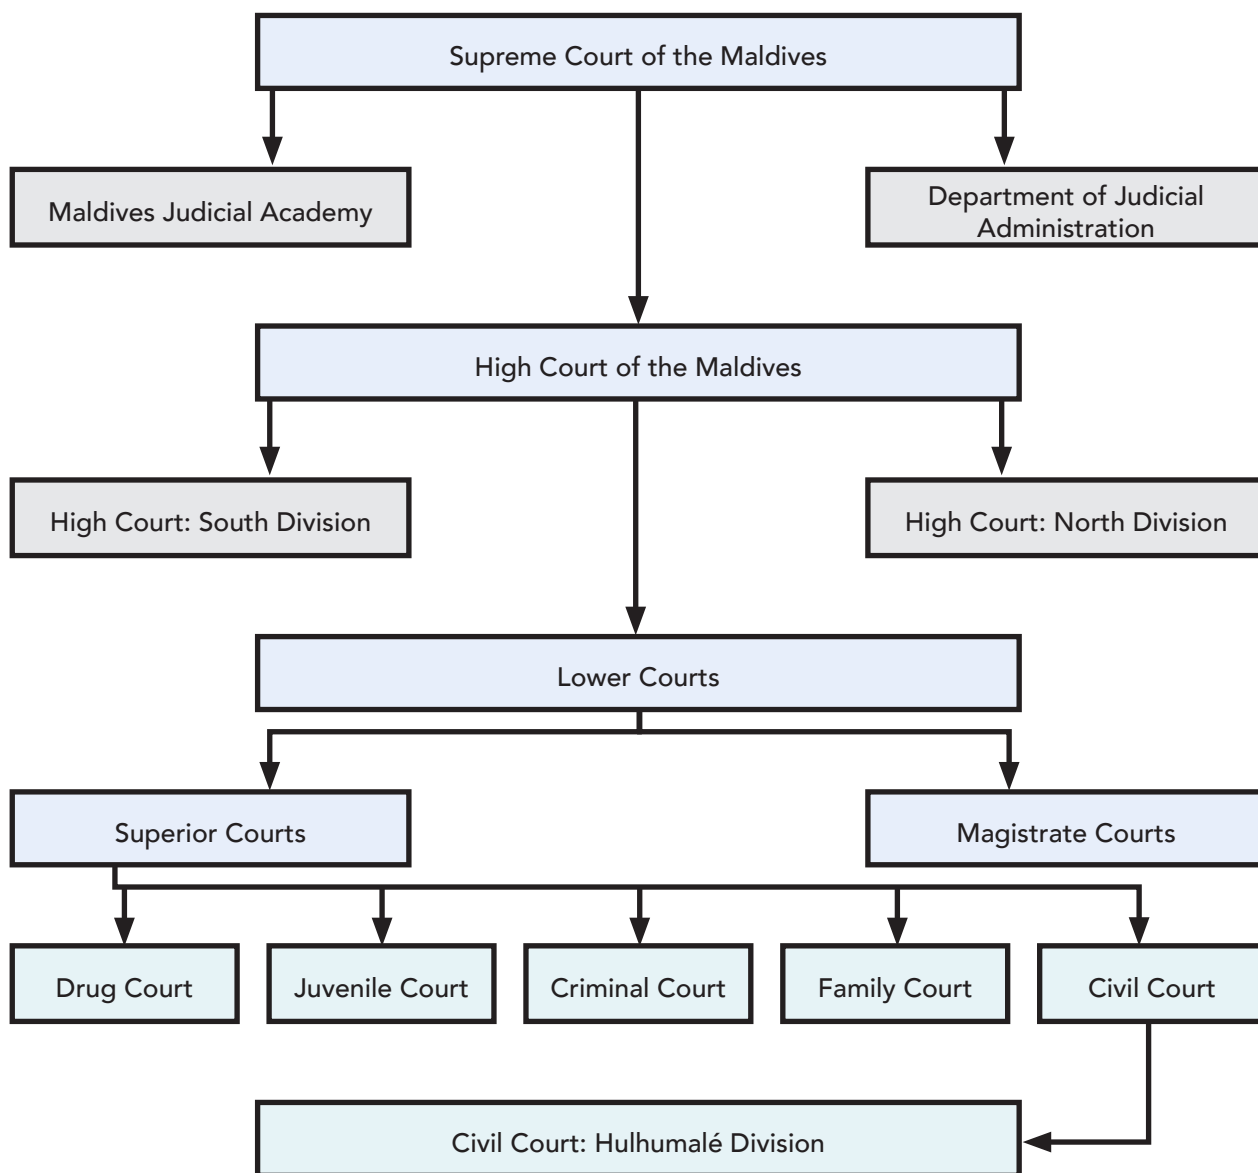 Supreme Court of the Maldives
Maldives Judicial Academy
Department of Judicial
Administration
High Court of the Maldives
High Court: South Division
High Court: North Division
Lower Courts
Superior Courts
Magistrate Courts
Drug Court
Juvenile Court
Criminal Court
Family Court
Civil Court
Civil Court: Hulhumalé Division